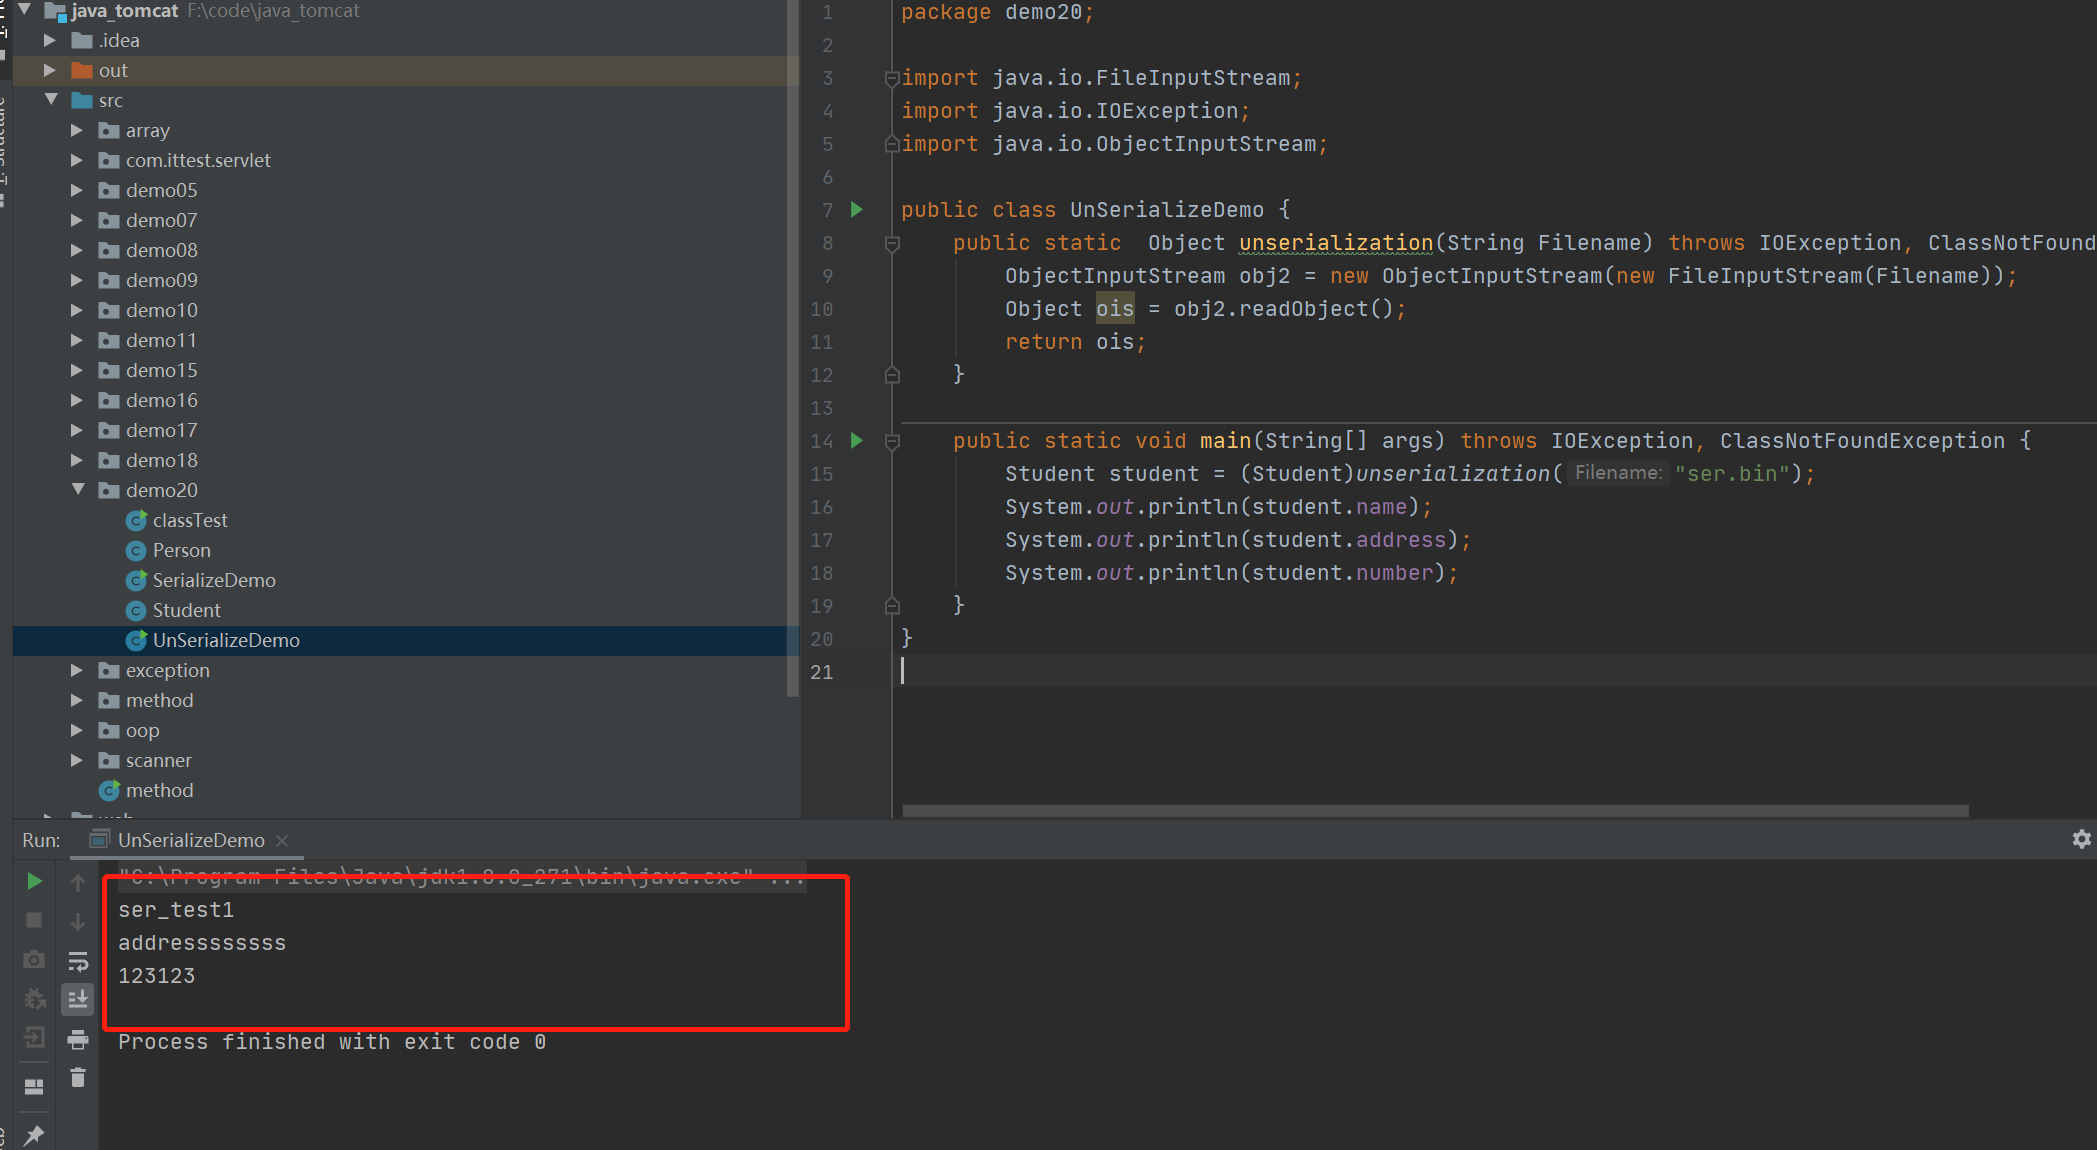 java_tomcat F:\code\java_tomcat
.idea
out
src
array
com.ittest.servlet
demo05
demo07
demo08
demo09
demo10
demo11
demo15
demo16
demo17
demo18
demo20
classTest
Person
SerializeDemo
Student
UnSerializeDemo
exception
method
oop
scanner
method
1 package demo20;
2
3 import java.io.FileInputStream;
4 import java.io.IOException;
5 import java.io.ObjectInputStream;
6
7 public class UnSerializeDemo {
8 public static  Object unserialization(String Filename) throws IOException, ClassNotFound
9 ObjectInputStream obj2 = new ObjectInputStream(new FileInputStream(Filename));
10 Object ois = obj2.readObject();
11 return ois;
12 }
13
14 public static void main(String[] args) throws IOException, ClassNotFoundException {
15 Student student = (Student)unserialization( Filename: "ser.bin");
16 System.out.println(student.name);
17 System.out.println(student.address);
18 System.out.println(student.number);
19 }
20 }
21
Run: UnSerializeDemo
"C:\Program Files\Java\jdk1.8.0_271\bin\java.exe" ...
ser_test1
addressssssss
123123
Process finished with exit code 0